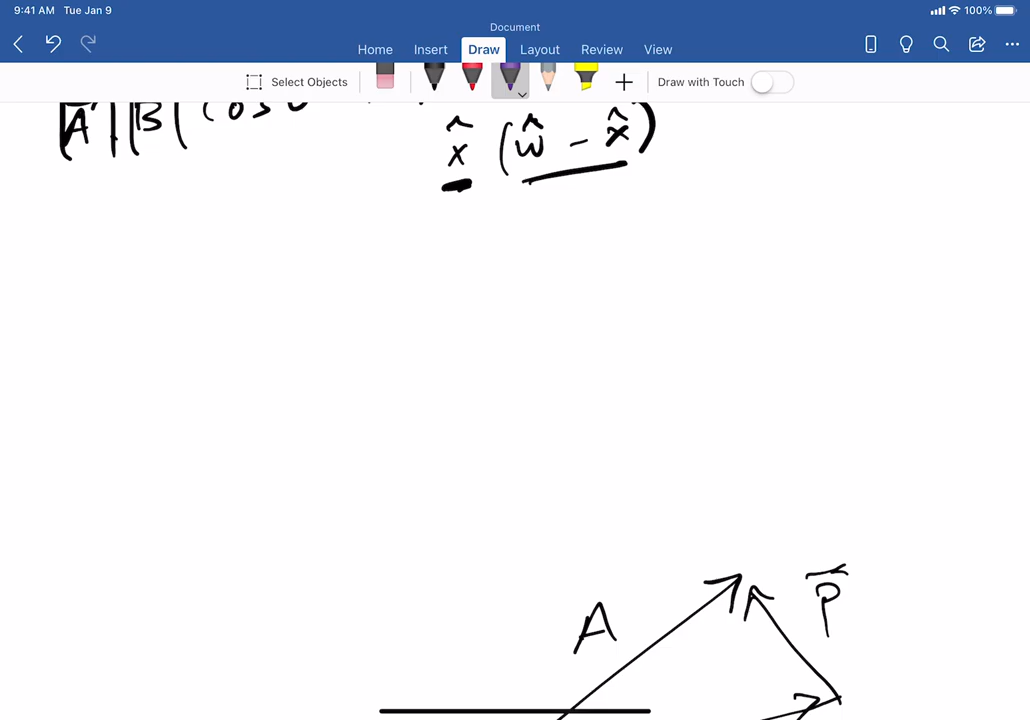 9:41 AM Tue Jan 9
100%
Document
Home Insert Draw Layout Review View
Select Objects
Draw with Touch
|A⃗||B|cos
x̂ (ŵ - x̂)
A
P⃗